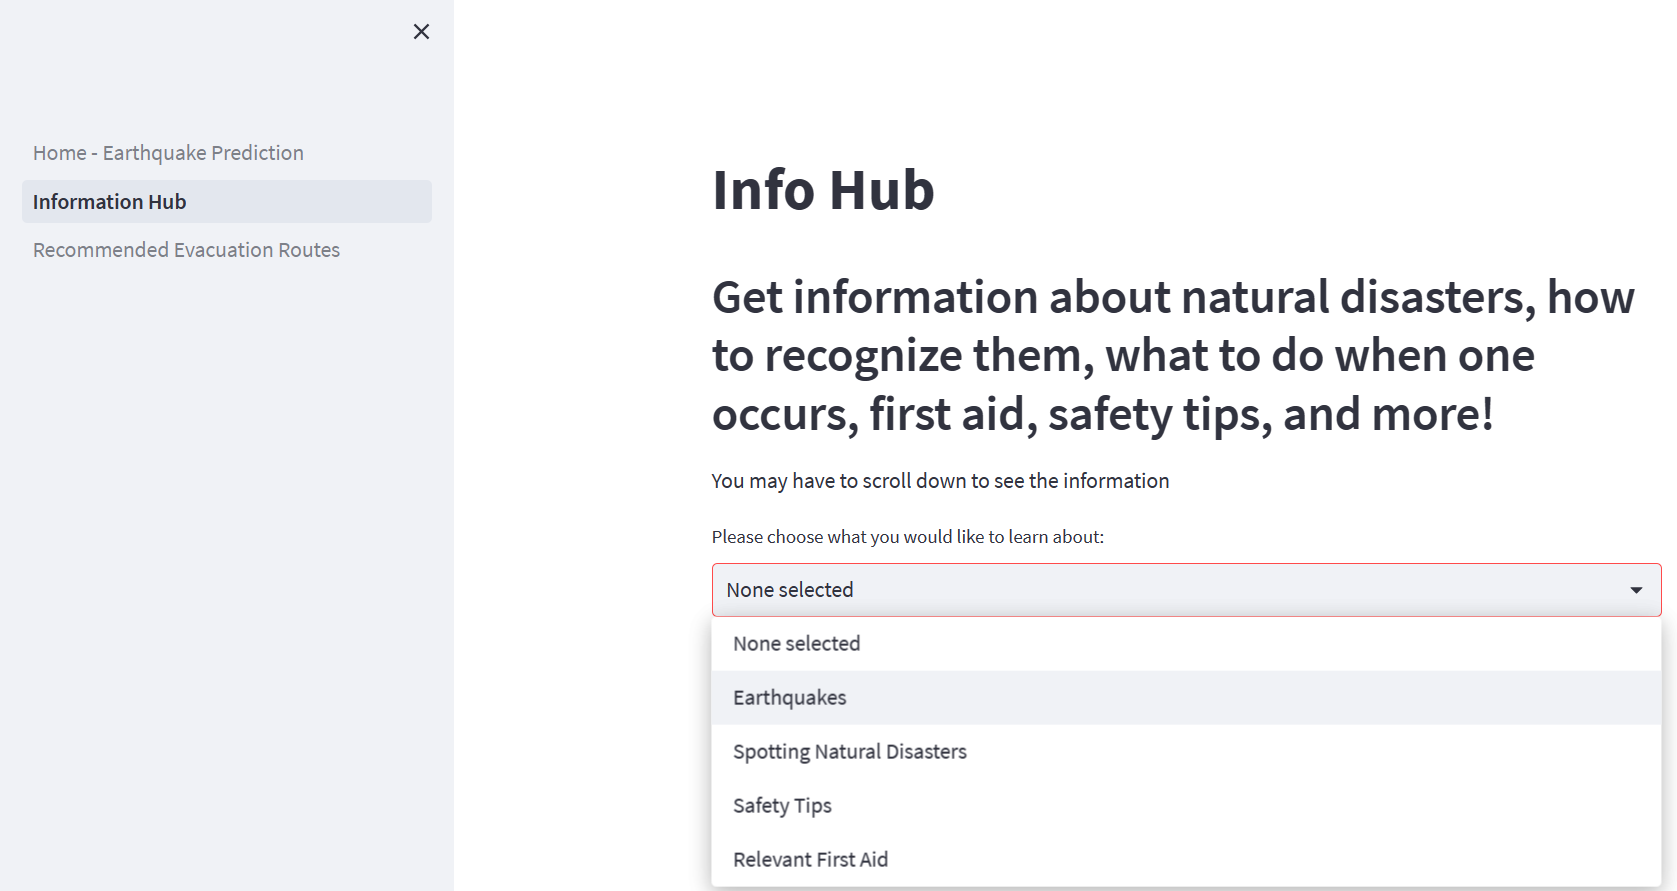 Home - Earthquake Prediction
Information Hub
Recommended Evacuation Routes
Info Hub
Get information about natural disasters, how
to recognize them, what to do when one
occurs, first aid, safety tips, and more!
You may have to scroll down to see the information
Please choose what you would like to learn about:
None selected
None selected
Earthquakes
Spotting Natural Disasters
Safety Tips
Relevant First Aid